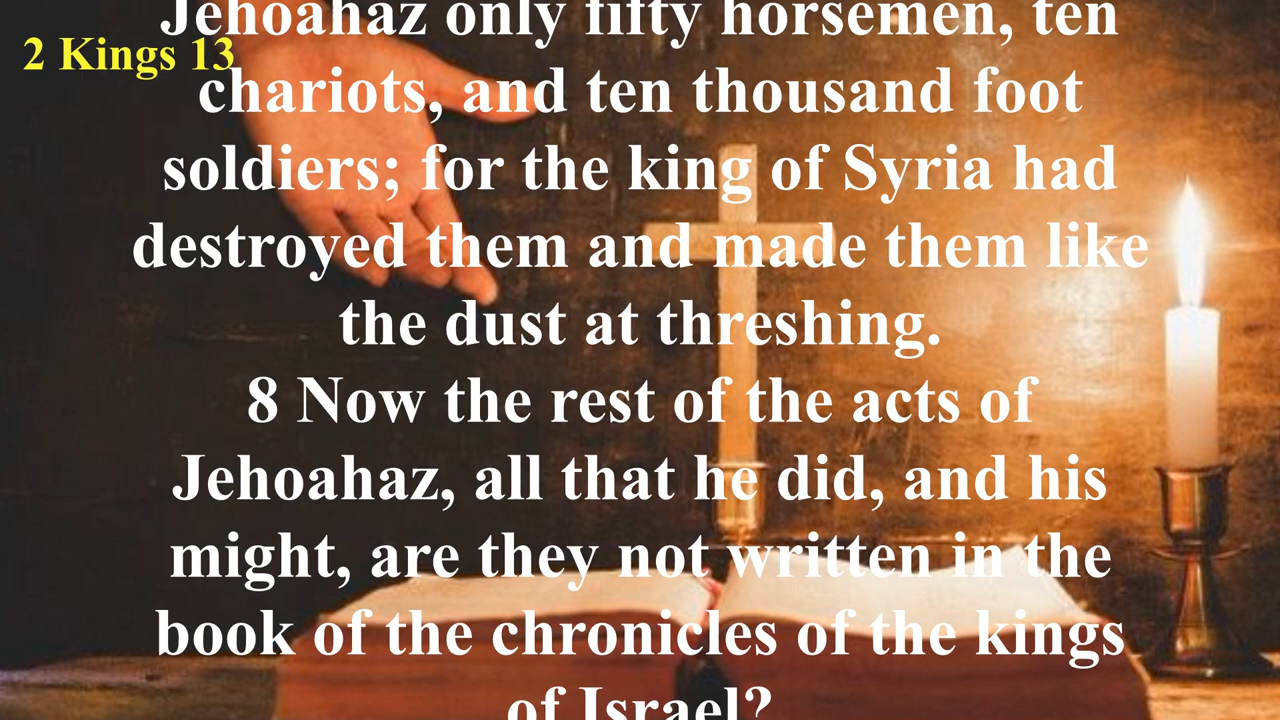 Jehoahaz only fifty horsemen, ten
2 Kings 13
chariots, and ten thousand foot
soldiers; for the king of Syria had
destroyed them and made them like
the dust at threshing.
8 Now the rest of the acts of
Jehoahaz, all that he did, and his
might, are they not written in the
book of the chronicles of the kings
of Israel?